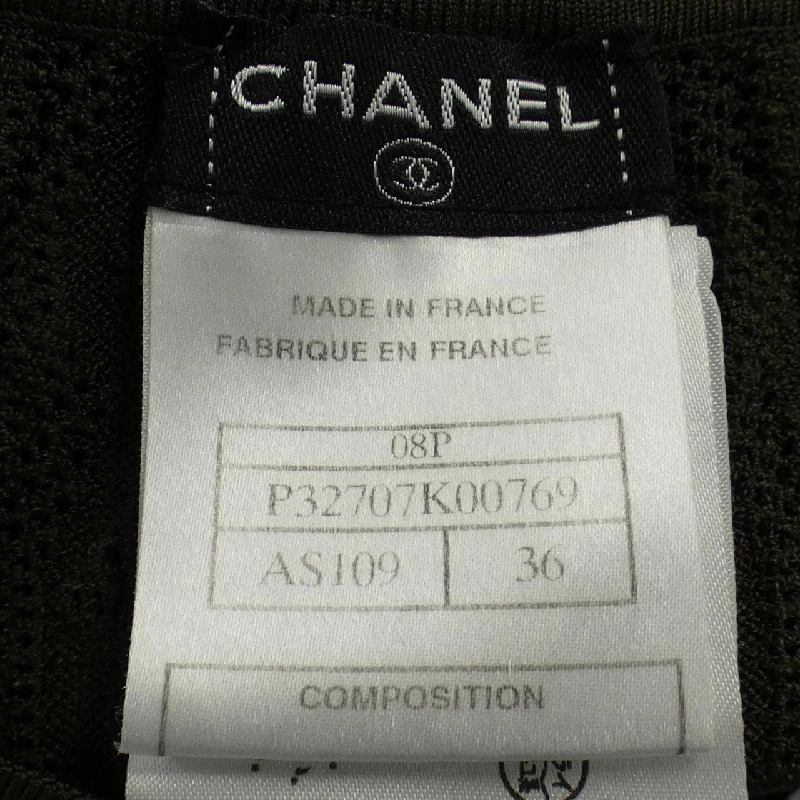 CHANEL
MADE IN FRANCE
FABRIQUE EN FRANCE
08P
P32707K00769
AS109 36
COMPOSITION